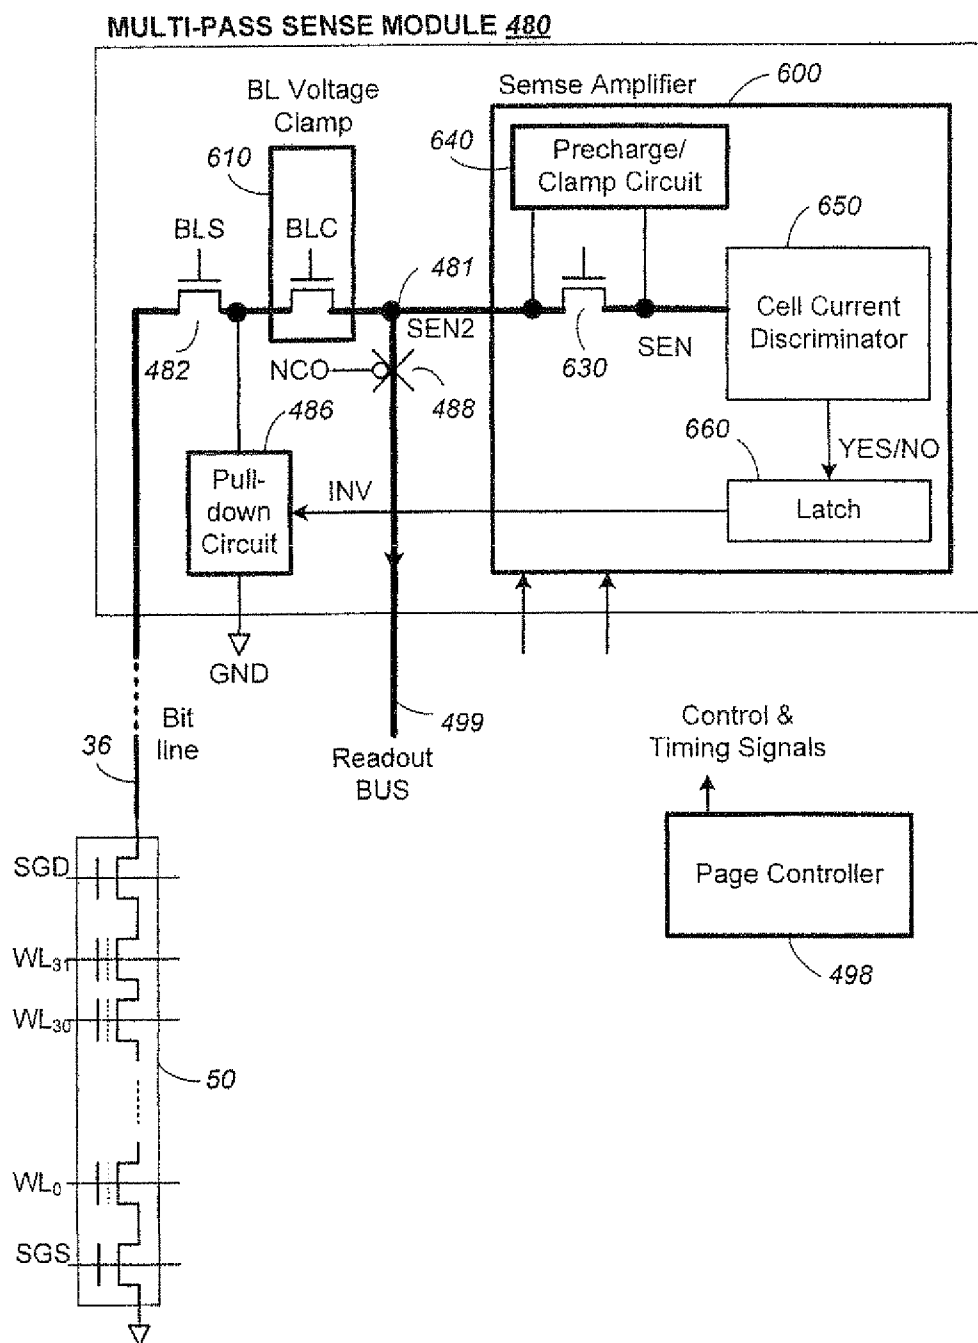 MULTI-PASS SENSE MODULE 480
Semse Amplifier
600
BL Voltage
Clamp
640
Precharge/
Clamp Circuit
610
650
BLS
BLC
481
Cell Current
Discriminator
SEN2
SEN
482
NCO
488
630
486
660
YES/NO
Pull-
down
Circuit
INV
Latch
GND
499
Bit
line
36
Readout
BUS
Control &
Timing Signals
Page Controller
498
SGD
WL31
WL30
50
WL0
SGS